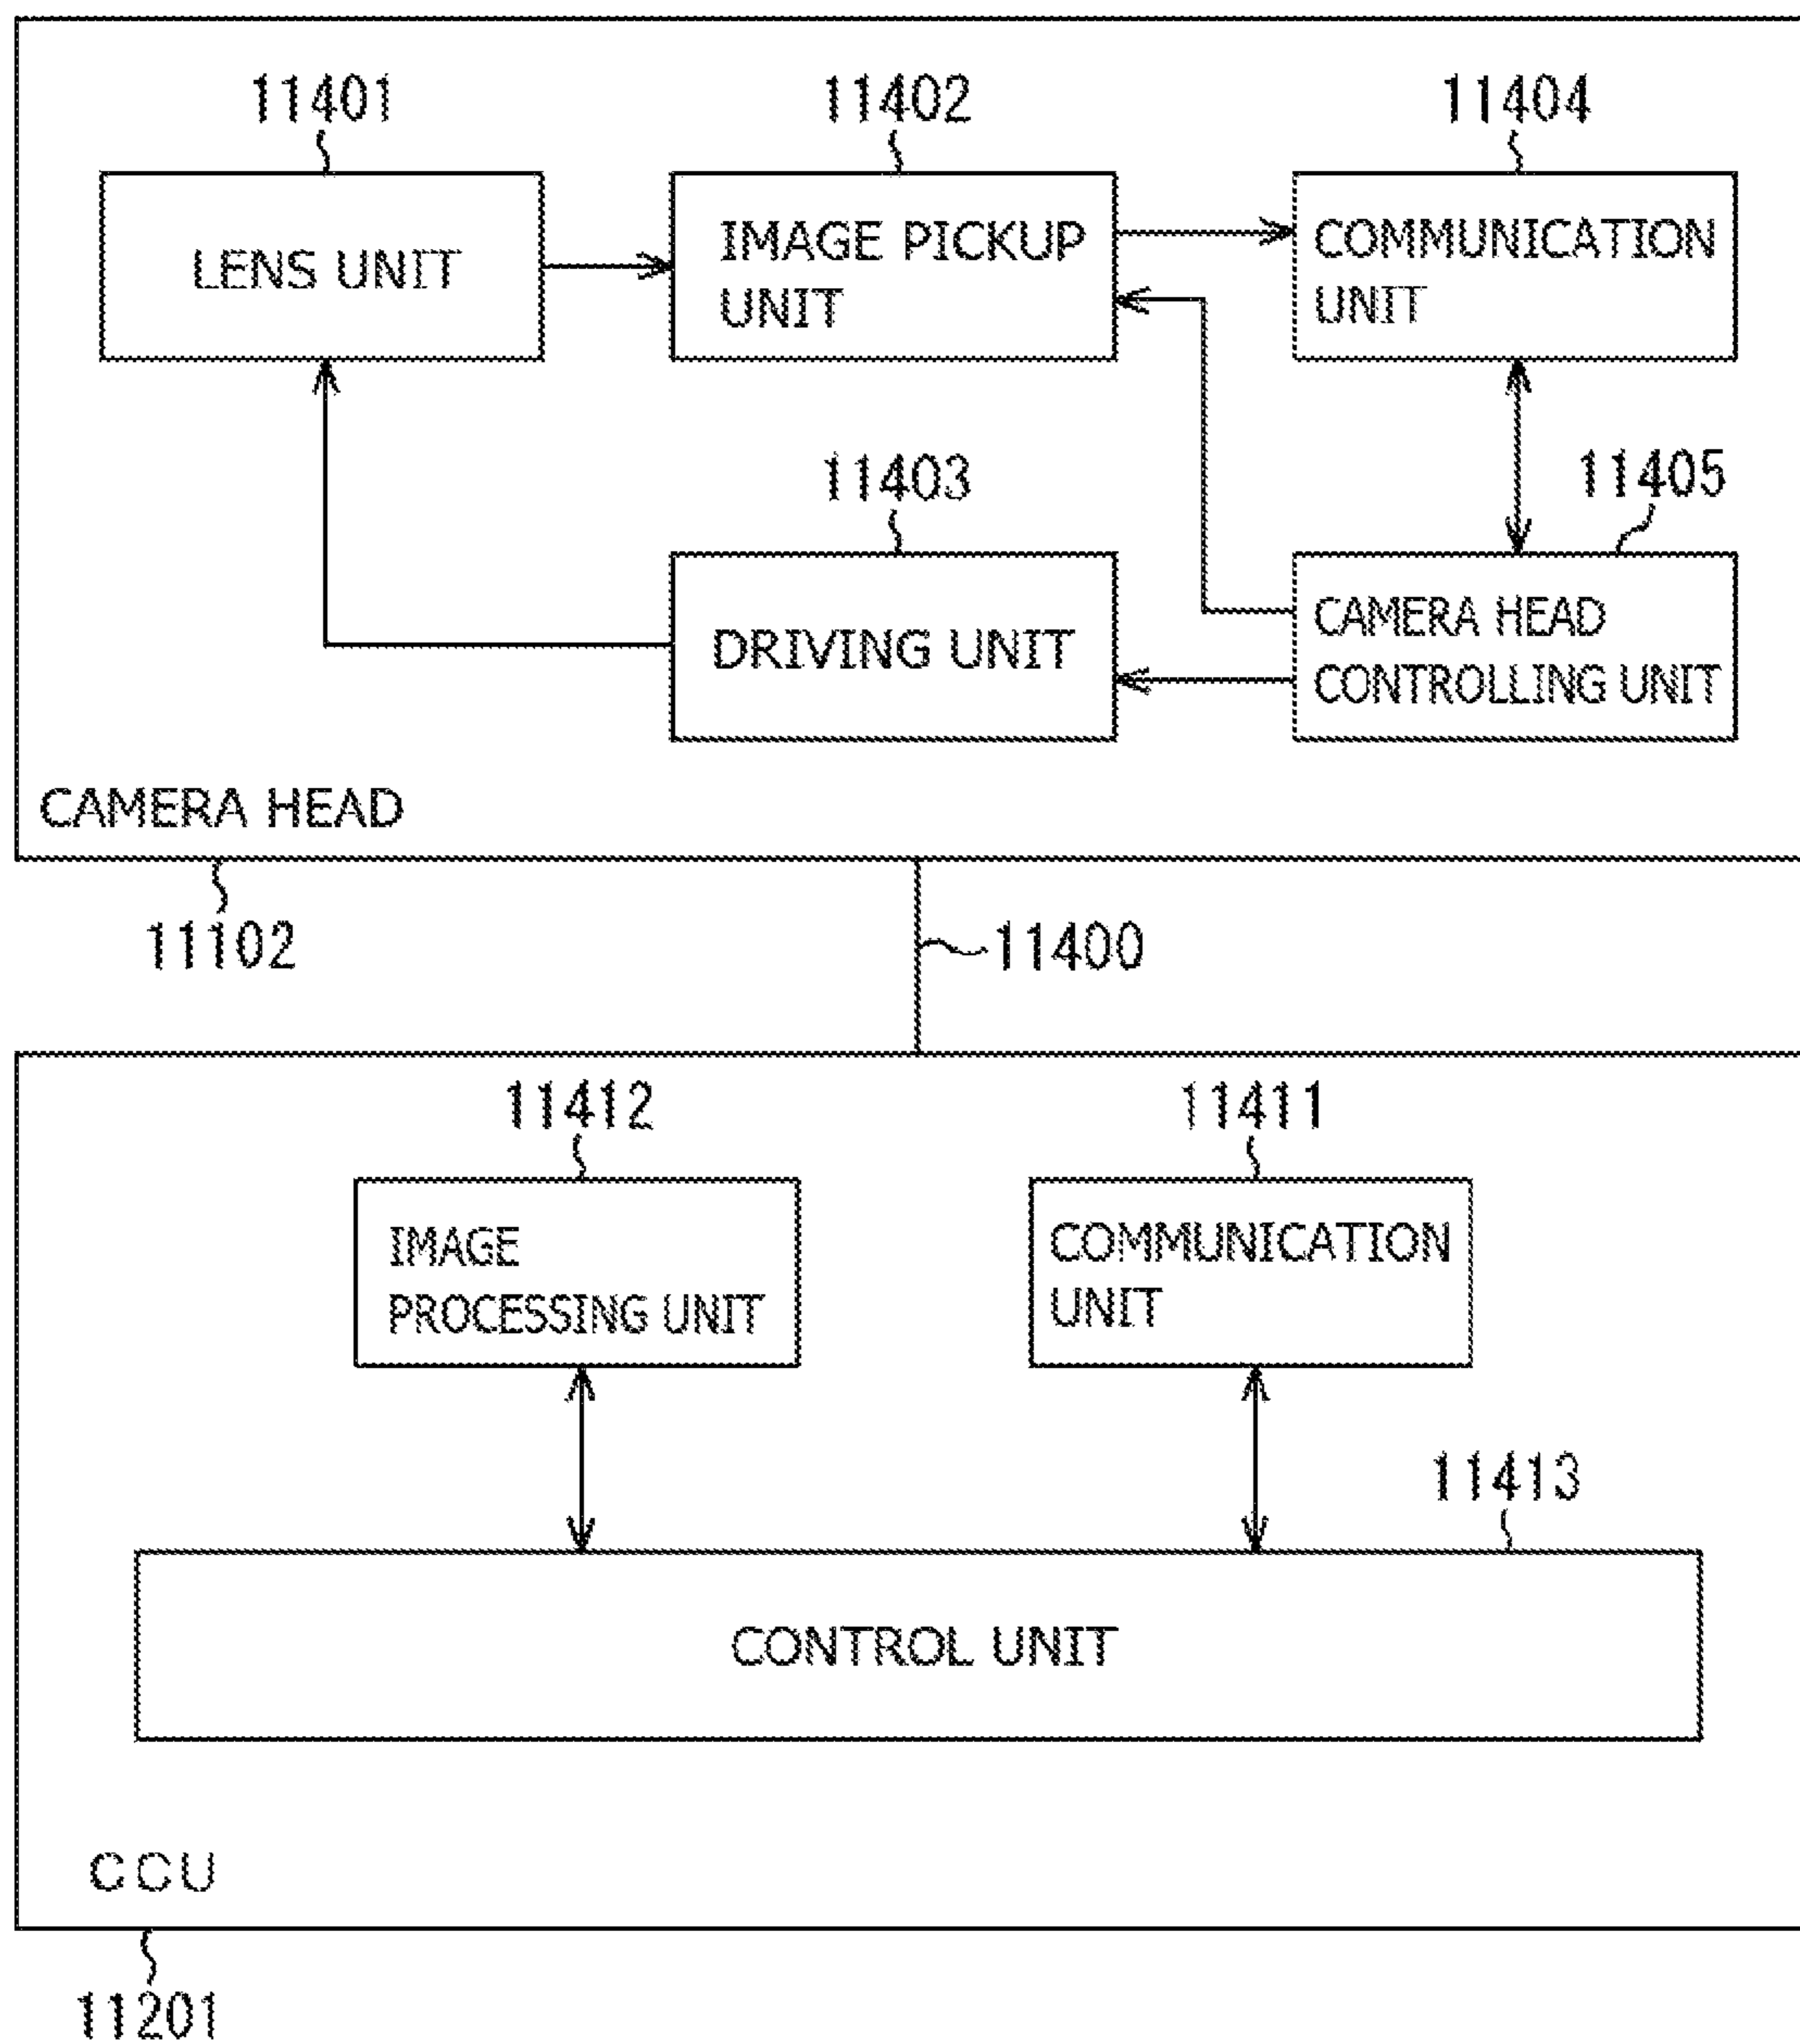 11401
11402
11404
LENS UNIT
IMAGE PICKUP
UNIT
COMMUNICATION
UNIT
11403
11405
DRIVING UNIT
CAMERA HEAD
CONTROLLING UNIT
CAMERA HEAD
11102
11400
11412
11411
IMAGE
PROCESSING UNIT
COMMUNICATION
UNIT
11413
CONTROL UNIT
CCU
11201